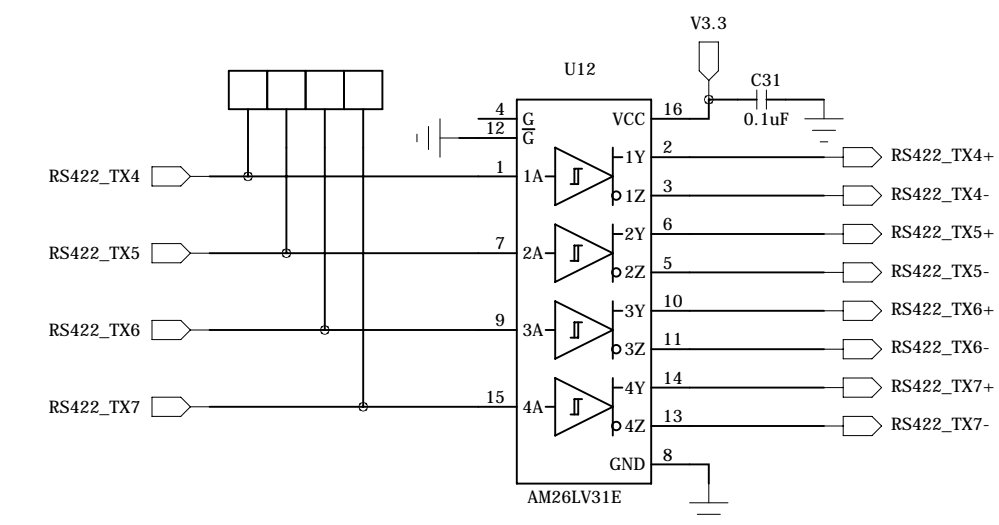 V3.3
U12
C31
0.1uF
4 G VCC 16
12 G
RS422_TX4 1 1A 1Y 2 RS422_TX4+
1Z 3 RS422_TX4-
RS422_TX5 7 2A 2Y 6 RS422_TX5+
2Z 5 RS422_TX5-
RS422_TX6 9 3A 3Y 10 RS422_TX6+
3Z 11 RS422_TX6-
RS422_TX7 15 4A 4Y 14 RS422_TX7+
4Z 13 RS422_TX7-
GND 8
AM26LV31E